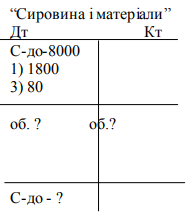 “Сировина і матеріали”
Дт Кт
С-до-8000
1) 1800
3) 80
об. ? об.?
С-до - ?